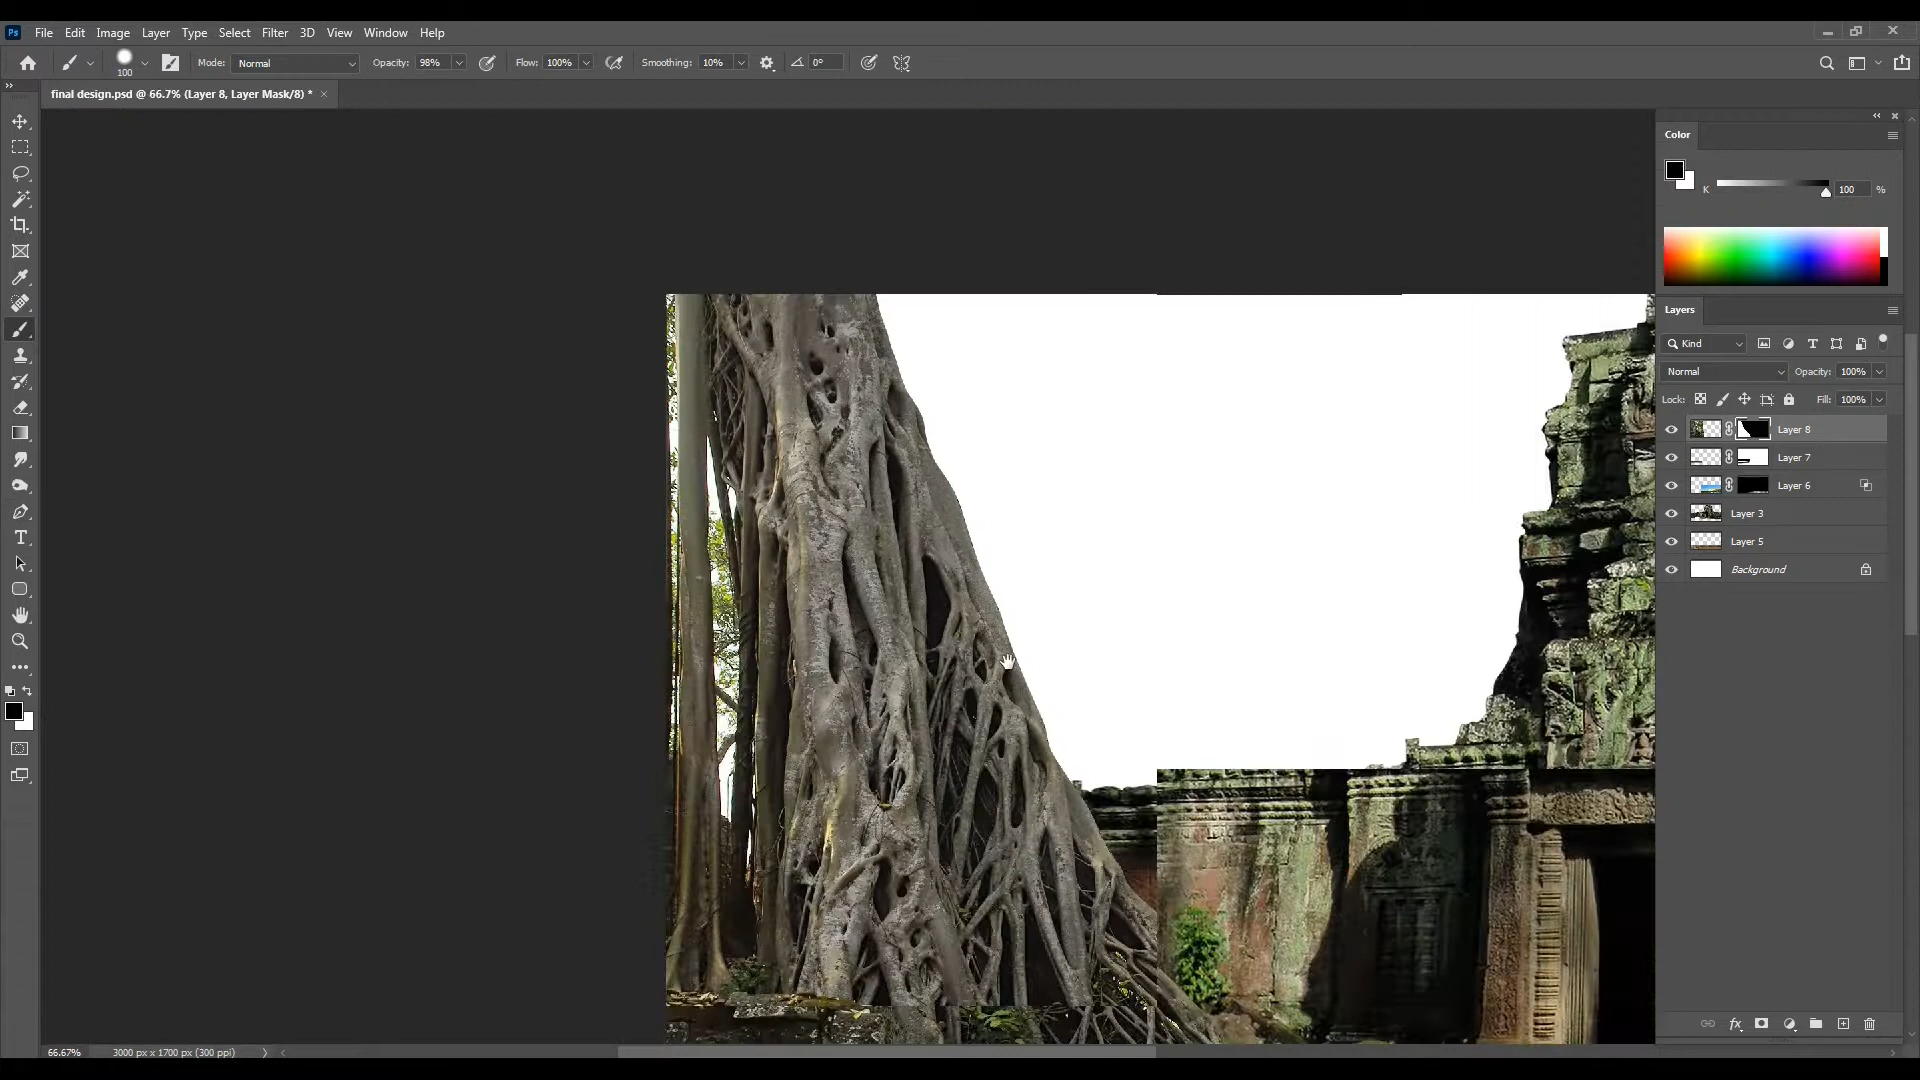 Ps File Edit Image Layer Type Select Filter 3D View Window Help
100 Mode: Normal Opacity: 98% Flow: 100% Smoothing: 10% 0°
final design.psd @ 66.7% (Layer 8, Layer Mask/8) * ×
Color
K 100 %
Layers
Kind
Normal Opacity: 100%
Lock: Fill: 100%
Layer 8
Layer 7
Layer 6
Layer 3
Layer 5
Background
fx
66.67% 3000 px x 1700 px (300 ppi)